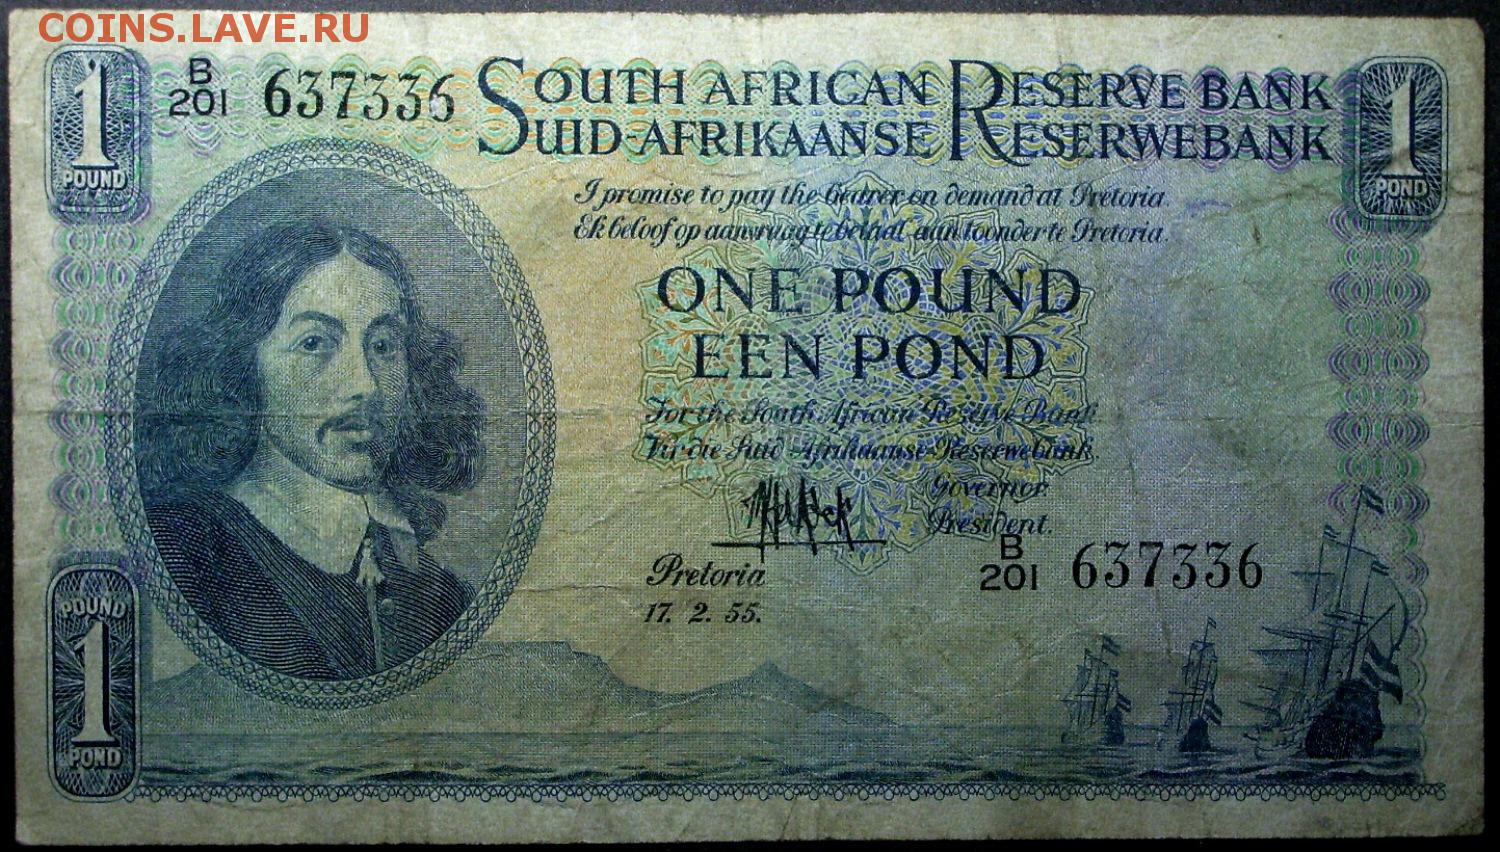 COINS.LAVE.RU
1
POUND
B
201 637336
SOUTH AFRICAN RESERVE BANK
SUID-AFRIKAANSE RESERWEBANK
1
POND
I promise to pay the bearer on demand at Pretoria.
Ek beloof op aanvraag te betaal aan toonder te Pretoria.
ONE POUND
EEN POND
For the South African Reserve Bank
Vir die Suid-Afrikaanse Reserwebank.
Governor.
President.
Pretoria
17. 2. 55.
B
201 637336
POUND
1
POND